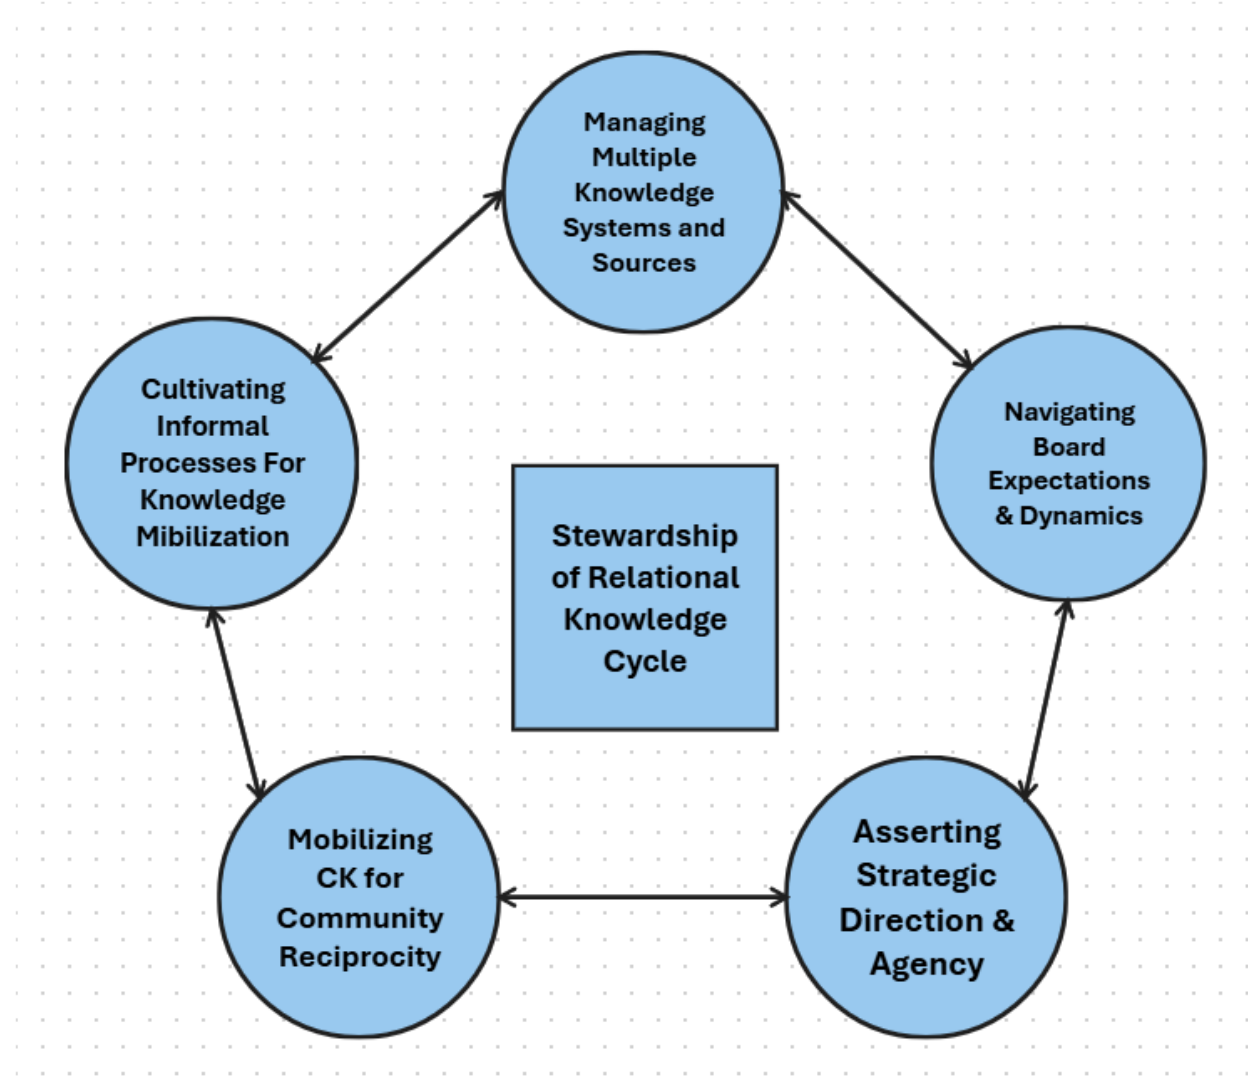 Managing
Multiple
Knowledge
Systems and
Sources
Cultivating
Informal
Processes For
Knowledge
Mibilization
Navigating
Board
Expectations
& Dynamics
Stewardship
of Relational
Knowledge
Cycle
Mobilizing
CK for
Community
Reciprocity
Asserting
Strategic
Direction &
Agency